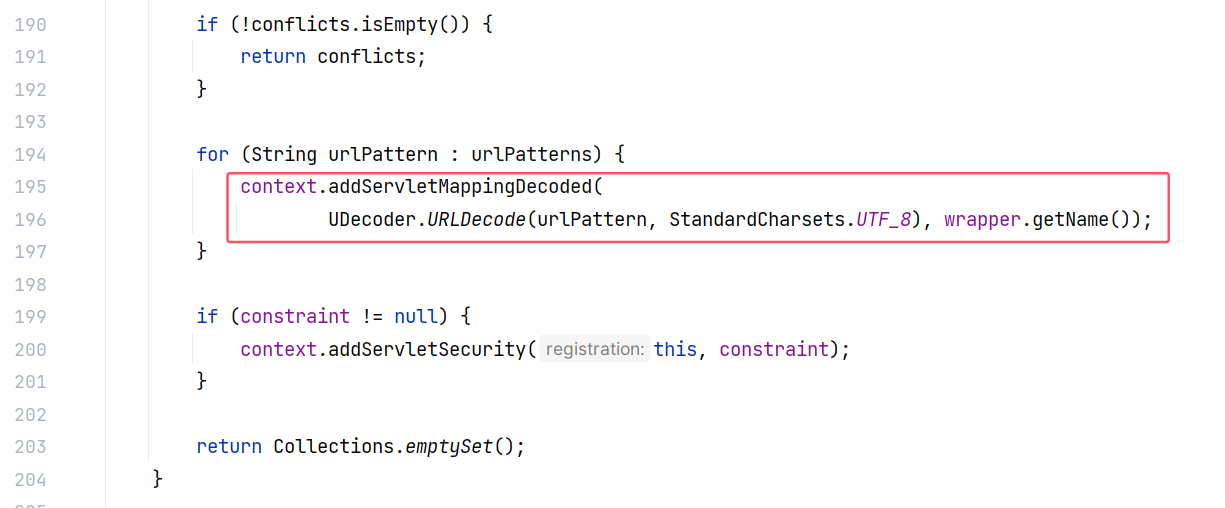 190 if (!conflicts.isEmpty()) {
191 return conflicts;
192 }
193
194 for (String urlPattern : urlPatterns) {
195 context.addServletMappingDecoded(
196 UDecoder.URLDecode(urlPattern, StandardCharsets.UTF_8), wrapper.getName());
197 }
198
199 if (constraint != null) {
200 context.addServletSecurity( registration: this, constraint);
201 }
202
203 return Collections.emptySet();
204 }